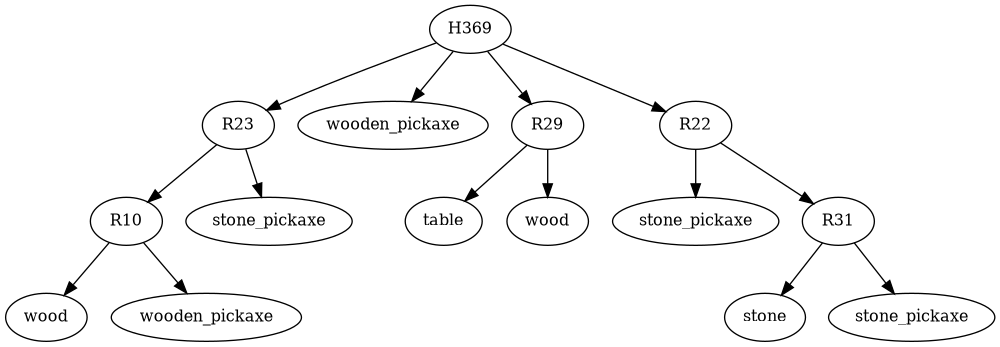 H369
R23
wooden_pickaxe
R29
R22
R10
stone_pickaxe
table
wood
stone_pickaxe
R31
wood
wooden_pickaxe
stone
stone_pickaxe